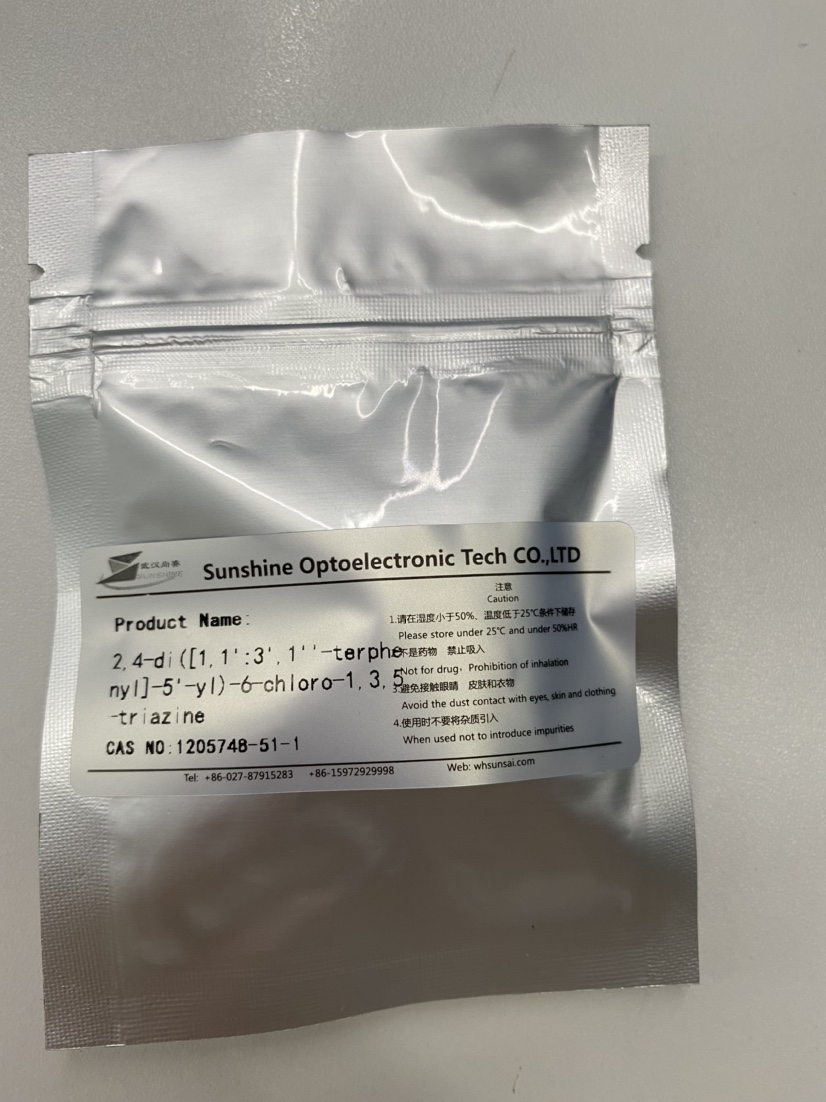 武汉尚赛
SUNSHINE
Sunshine Optoelectronic Tech CO.,LTD
Product Name:
2,4-di([1,1':3',1''-terphe
nyl]-5'-yl)-6-chloro-1,3,5
-triazine
CAS NO:1205748-51-1
注意
Caution
1.请在湿度小于50%、温度低于25℃条件下储存
Please store under 25℃ and under 50%HR
不是药物 禁止吸入
Not for drug, Prohibition of inhalation
3.避免接触眼睛 皮肤和衣物
Avoid the dust contact with eyes, skin and clothing
4.使用时不要将杂质引入
When used not to introduce impurities
Tel: +86-027-87915283 +86-15972929998 Web: whsunsai.com